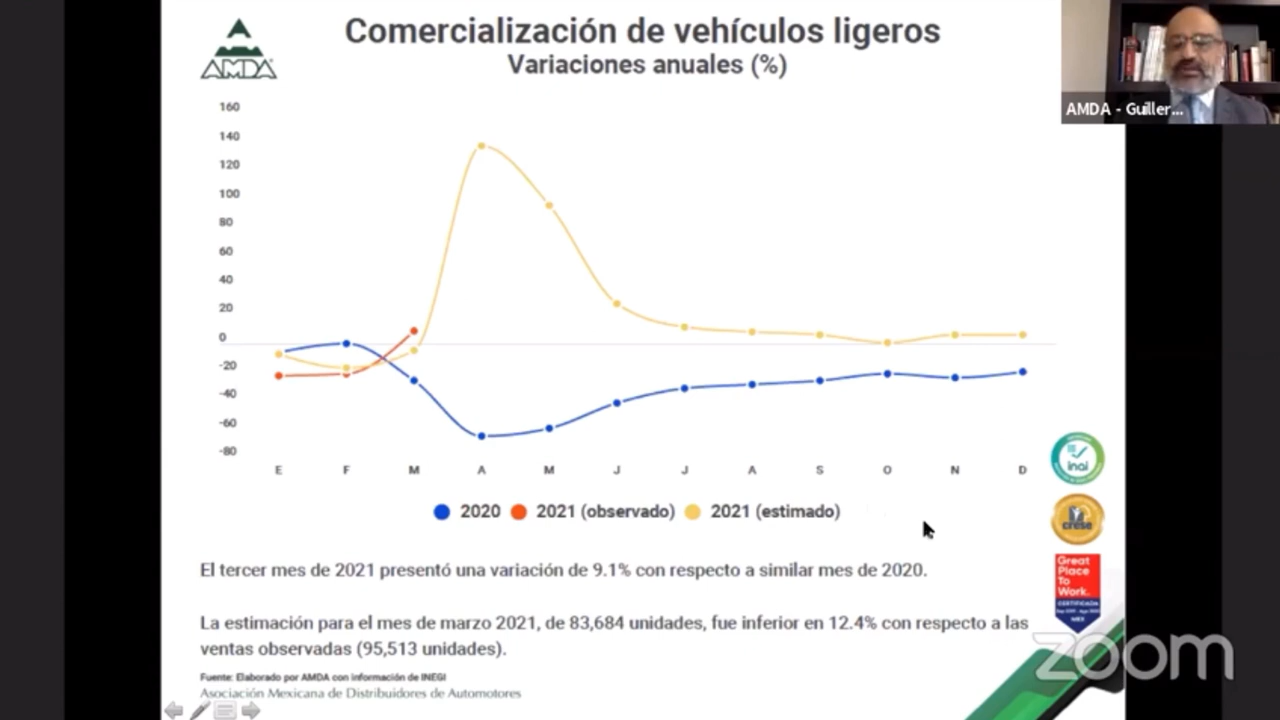 Comercialización de vehículos ligeros
Variaciones anuales (%)
AMDA
AMDA - Guiller...
160
140
120
100
80
60
40
20
0
-20
-40
-60
-80
E F M A M J J A S O N D
2020 2021 (observado) 2021 (estimado)
inai
crese
Great
Place
To
Work.
CERTIFICADA
MEX
El tercer mes de 2021 presentó una variación de 9.1% con respecto a similar mes de 2020.
La estimación para el mes de marzo 2021, de 83,684 unidades, fue inferior en 12.4% con respecto a las
ventas observadas (95,513 unidades).
Fuente: Elaborado por AMDA con información de INEGI
Asociación Mexicana de Distribuidores de Automotores
zoom